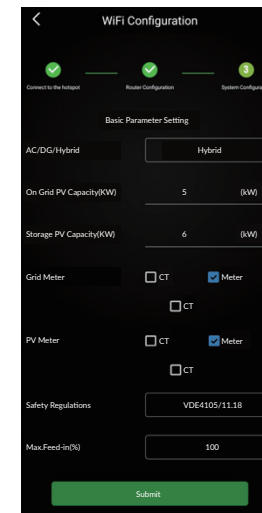 WiFi Configuration
3
Connect to the hotspot Router Configuration System Configura
Basic Parameter Setting
AC/DG/Hybrid Hybrid
On Grid PV Capacity(KW) 5 (kW)
Storage PV Capacity(KW) 6 (kW)
Grid Meter CT Meter
CT
PV Meter CT Meter
CT
Safety Regulations VDE4105/11.18
Max.Feed-in(%) 100
Submit